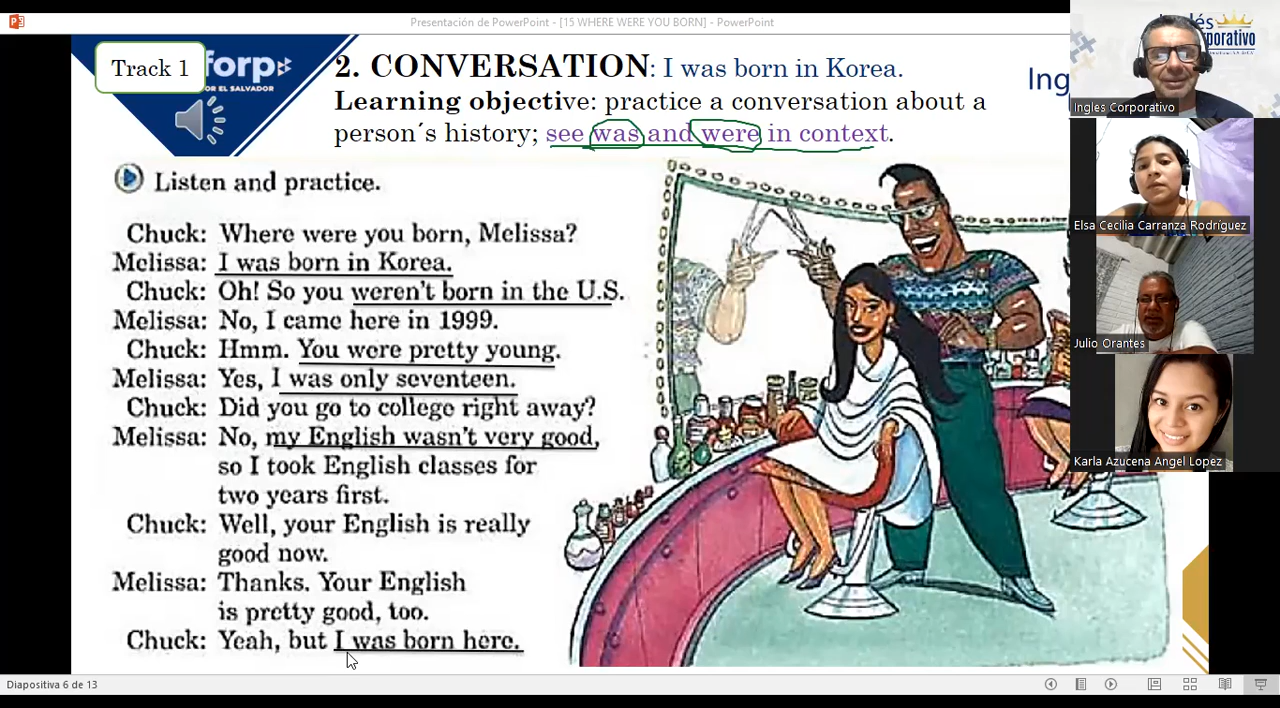 Presentación de PowerPoint - [15 WHERE WERE YOU BORN] - PowerPoint
Track 1
forp
POR EL SALVADOR
2. CONVERSATION: I was born in Korea.
Learning objective: practice a conversation about a
person's history; see was and were in context.
Ing
Listen and practice.
Chuck: Where were you born, Melissa?
Melissa: I was born in Korea.
Chuck: Oh! So you weren't born in the U.S.
Melissa: No, I came here in 1999.
Chuck: Hmm. You were pretty young.
Melissa: Yes, I was only seventeen.
Chuck: Did you go to college right away?
Melissa: No, my English wasn't very good,
so I took English classes for
two years first.
Chuck: Well, your English is really
good now.
Melissa: Thanks. Your English
is pretty good, too.
Chuck: Yeah, but I was born here.
Diapositiva 6 de 13
Ingles Corporativo
Elsa Cecilia Carranza Rodríguez
Julio Orantes
Karla Azucena Angel Lopez